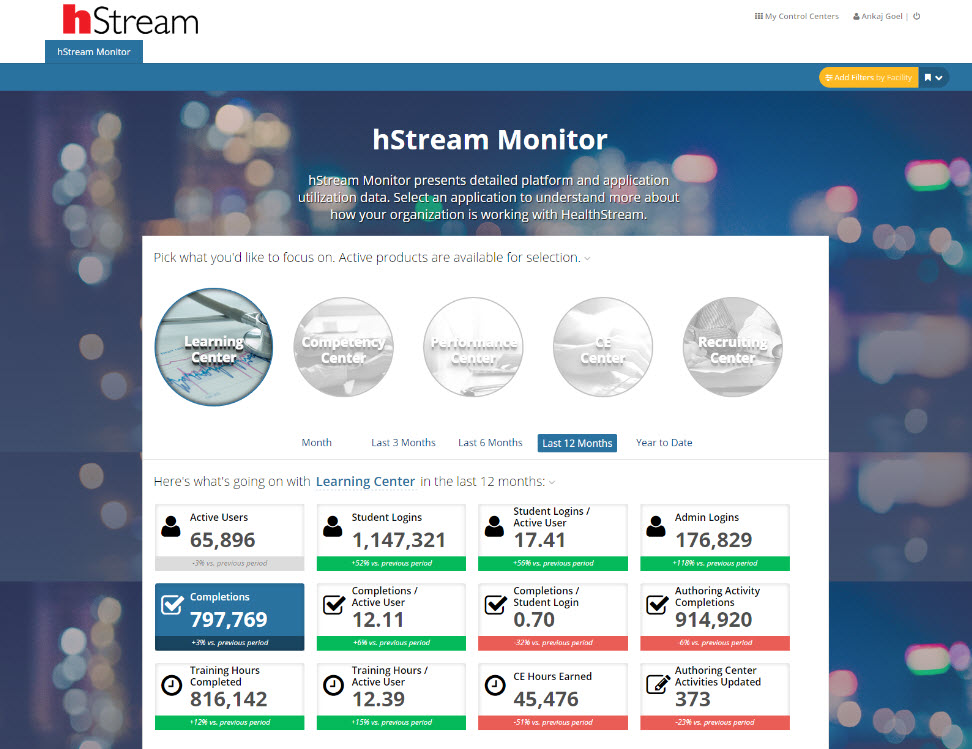 hStream
My Control Centers
Ankaj Goel |
hStream Monitor
Add Filters by Facility
hStream Monitor
hStream Monitor presents detailed platform and application
utilization data. Select an application to understand more about
how your organization is working with HealthStream.
Pick what you'd like to focus on. Active products are available for selection.
Learning
Center
Competency
Center
Performance
Center
CE
Center
Recruiting
Center
Month
Last 3 Months
Last 6 Months
Last 12 Months
Year to Date
Here's what's going on with Learning Center in the last 12 months:
Active Users
65,896
-3% vs. previous period
Student Logins
1,147,321
+52% vs. previous period
Student Logins /
Active User
17.41
+56% vs. previous period
Admin Logins
176,829
+118% vs. previous period
Completions
797,769
+3% vs. previous period
Completions /
Active User
12.11
+6% vs. previous period
Completions /
Student Login
0.70
-32% vs. previous period
Authoring Activity
Completions
914,920
-6% vs. previous period
Training Hours
Completed
816,142
+12% vs. previous period
Training Hours /
Active User
12.39
+15% vs. previous period
CE Hours Earned
45,476
-51% vs. previous period
Authoring Center
Activities Updated
373
-23% vs. previous period